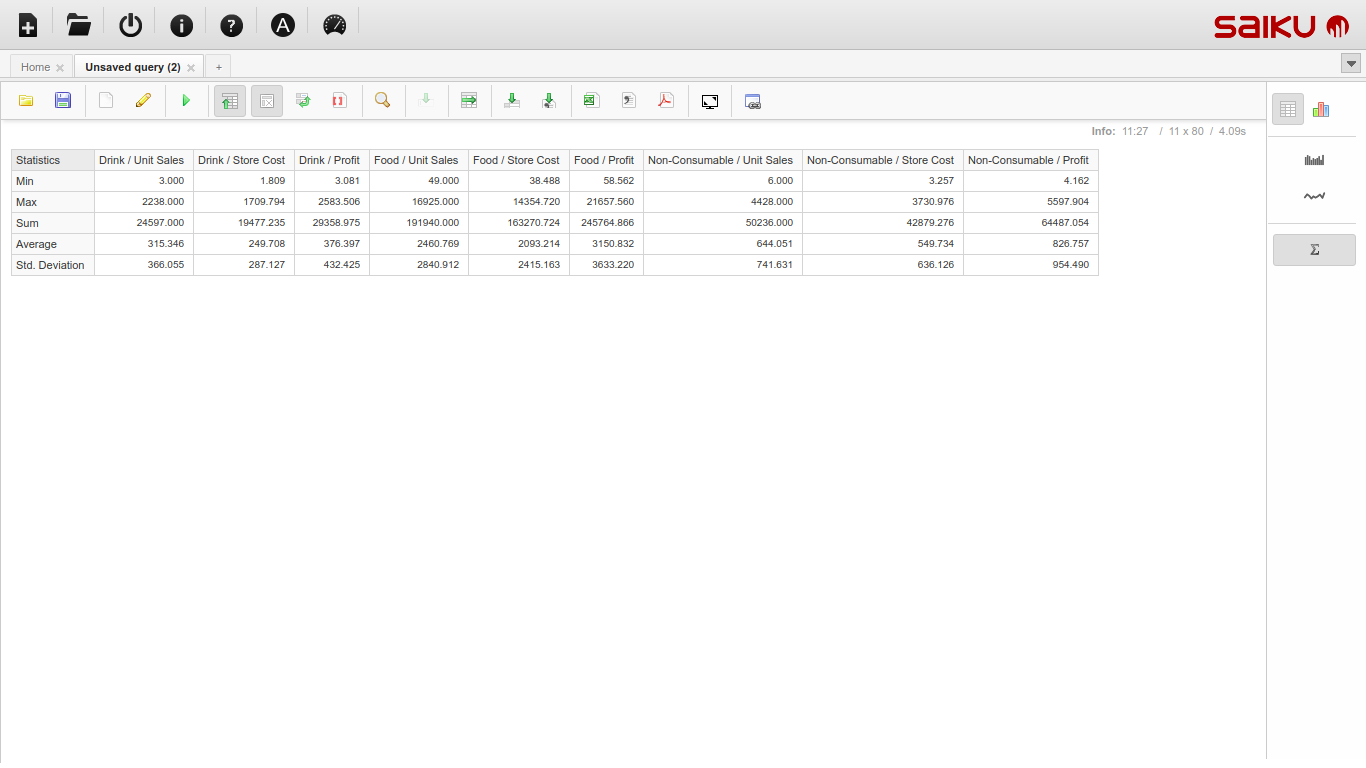 SAIKU
Home Unsaved query (2) +
Info: 11:27 / 11 x 80 / 4.09s
Statistics Drink / Unit Sales Drink / Store Cost Drink / Profit Food / Unit Sales Food / Store Cost Food / Profit Non-Consumable / Unit Sales Non-Consumable / Store Cost Non-Consumable / Profit
Min 3.000 1.809 3.081 49.000 38.488 58.562 6.000 3.257 4.162
Max 2238.000 1709.794 2583.506 16925.000 14354.720 21657.560 4428.000 3730.976 5597.904
Sum 24597.000 19477.235 29358.975 191940.000 163270.724 245764.866 50236.000 42879.276 64487.054
Average 315.346 249.708 376.397 2460.769 2093.214 3150.832 644.051 549.734 826.757
Std. Deviation 366.055 287.127 432.425 2840.912 2415.163 3633.220 741.631 636.126 954.490
Σ